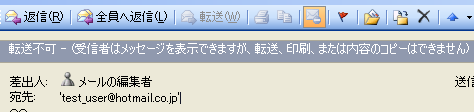 返信(R) 全員へ返信(L) 転送(W)
転送不可 - (受信者はメッセージを表示できますが、転送、印刷、または内容のコピーはできません)
差出人: メールの編集者 送信
宛先: 'test_user@hotmail.co.jp'